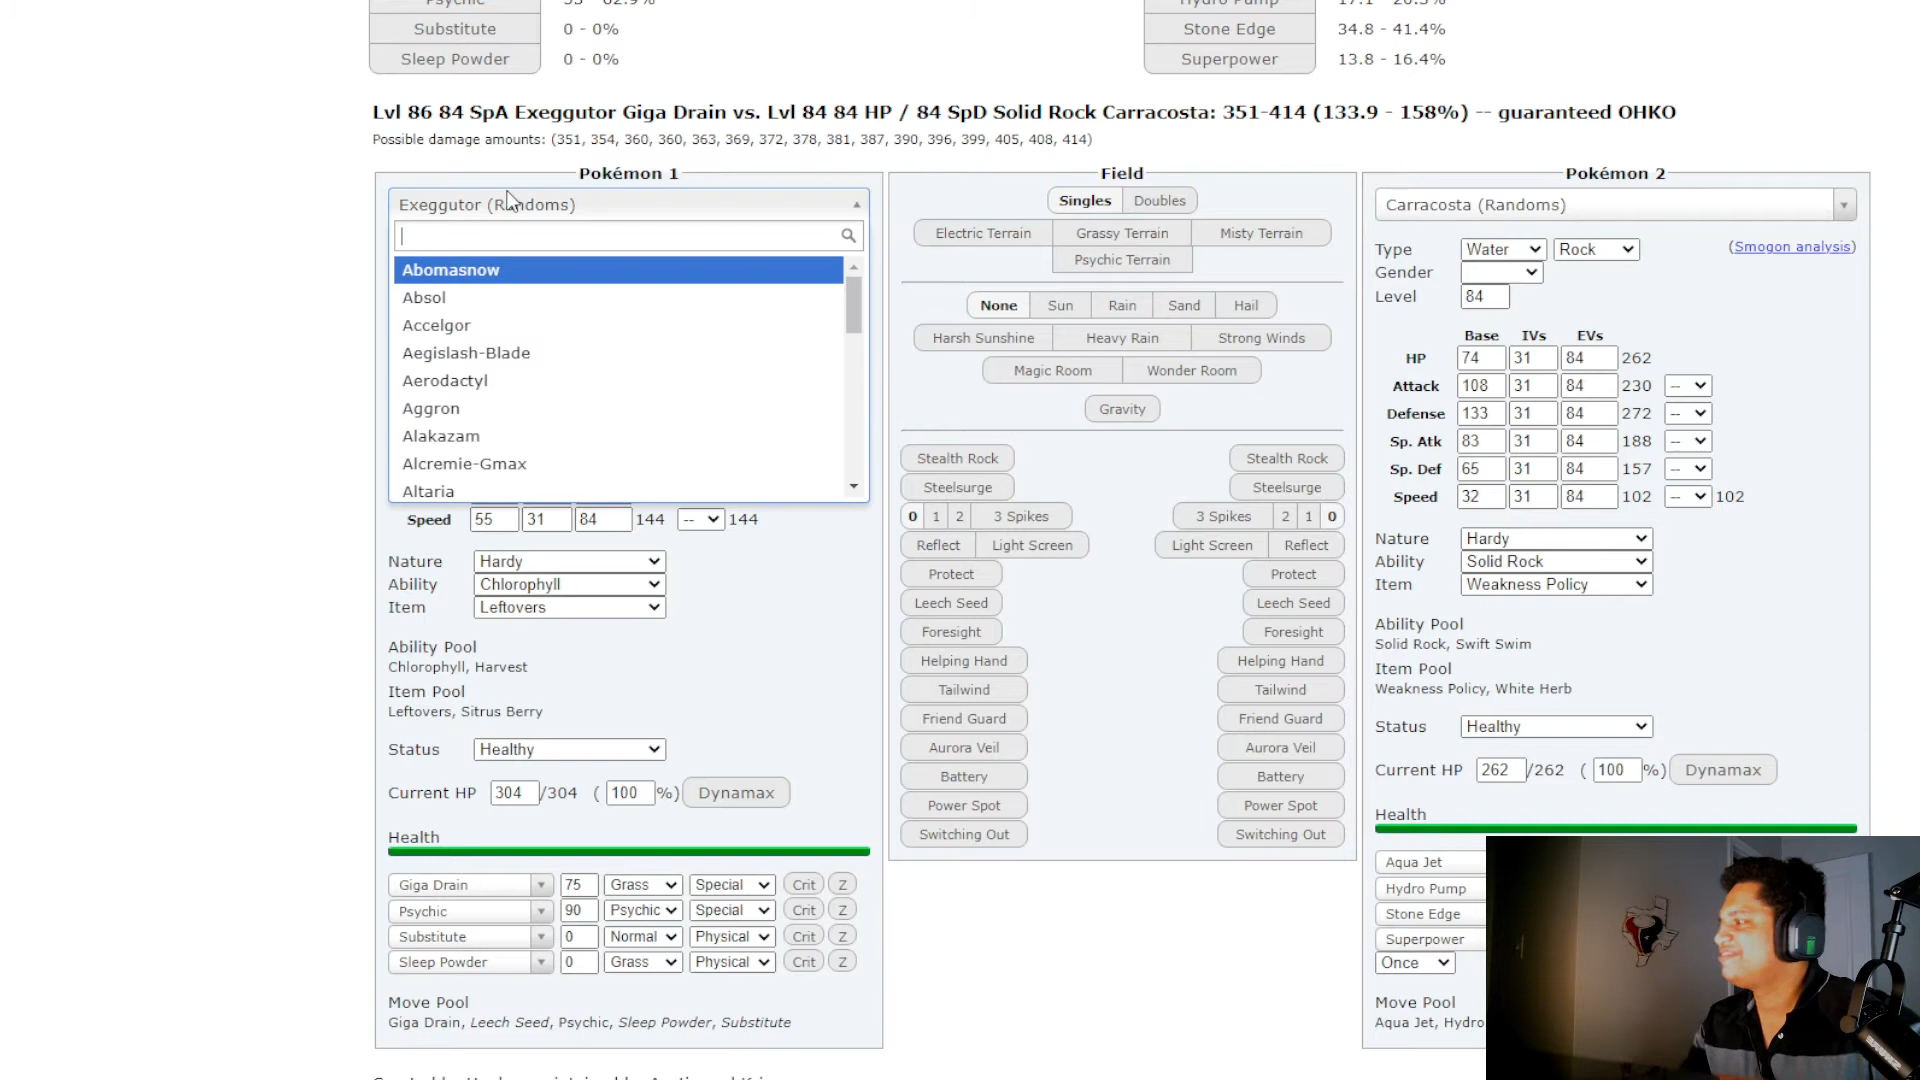 Psychic 53 - 62.9% Hydro Pump 17.1 - 20.3%
Substitute 0 - 0% Stone Edge 34.8 - 41.4%
Sleep Powder 0 - 0% Superpower 13.8 - 16.4%
Lvl 86 84 SpA Exeggutor Giga Drain vs. Lvl 84 84 HP / 84 SpD Solid Rock Carracosta: 351-414 (133.9 - 158%) -- guaranteed OHKO
Possible damage amounts: (351, 354, 360, 360, 363, 369, 372, 378, 381, 387, 390, 396, 399, 405, 408, 414)
Pokémon 1
Exeggutor (Randoms)
Abomasnow
Absol
Accelgor
Aegislash-Blade
Aerodactyl
Aggron
Alakazam
Alcremie-Gmax
Altaria
Speed 55 31 84 144 -- 144
Nature Hardy
Ability Chlorophyll
Item Leftovers
Ability Pool
Chlorophyll, Harvest
Item Pool
Leftovers, Sitrus Berry
Status Healthy
Current HP 304 /304 ( 100 %) Dynamax
Health
Giga Drain 75 Grass Special Crit Z
Psychic 90 Psychic Special Crit Z
Substitute 0 Normal Physical Crit Z
Sleep Powder 0 Grass Physical Crit Z
Move Pool
Giga Drain, Leech Seed, Psychic, Sleep Powder, Substitute
Field
Singles Doubles
Electric Terrain Grassy Terrain Misty Terrain
Psychic Terrain
None Sun Rain Sand Hail
Harsh Sunshine Heavy Rain Strong Winds
Magic Room Wonder Room
Gravity
Stealth Rock Stealth Rock
Steelsurge Steelsurge
0 1 2 3 Spikes 3 Spikes 2 1 0
Reflect Light Screen Light Screen Reflect
Protect Protect
Leech Seed Leech Seed
Foresight Foresight
Helping Hand Helping Hand
Tailwind Tailwind
Friend Guard Friend Guard
Aurora Veil Aurora Veil
Battery Battery
Power Spot Power Spot
Switching Out Switching Out
Pokémon 2
Carracosta (Randoms)
Type Water Rock (Smogon analysis)
Gender
Level 84
Base IVs EVs
HP 74 31 84 262
Attack 108 31 84 230 --
Defense 133 31 84 272 --
Sp. Atk 83 31 84 188 --
Sp. Def 65 31 84 157 --
Speed 32 31 84 102 -- 102
Nature Hardy
Ability Solid Rock
Item Weakness Policy
Ability Pool
Solid Rock, Swift Swim
Item Pool
Weakness Policy, White Herb
Status Healthy
Current HP 262 /262 ( 100 %) Dynamax
Health
Aqua Jet
Hydro Pump
Stone Edge
Superpower
Once
Move Pool
Aqua Jet, Hydro